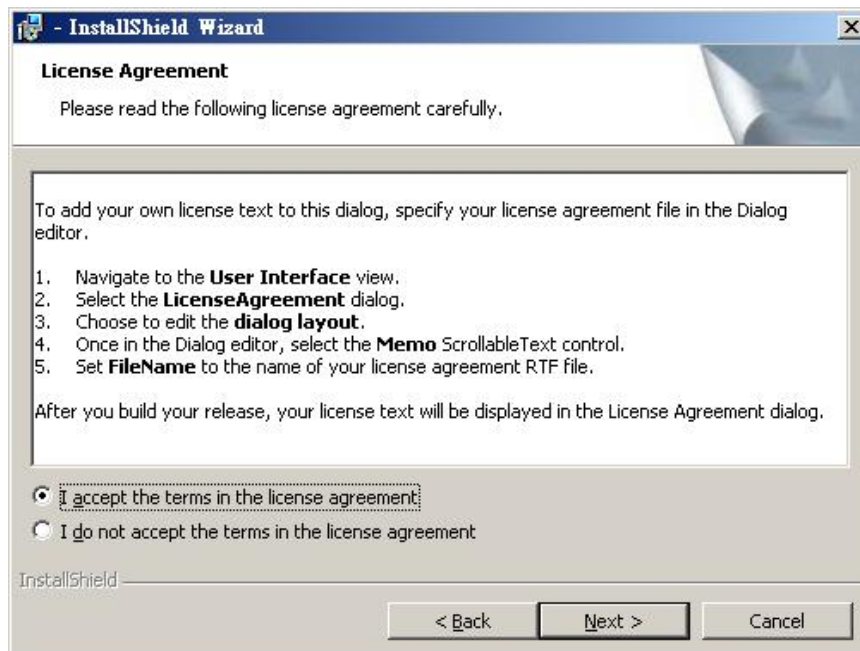 - InstallShield Wizard
License Agreement
Please read the following license agreement carefully.
To add your own license text to this dialog, specify your license agreement file in the Dialog
editor.
1. Navigate to the User Interface view.
2. Select the LicenseAgreement dialog.
3. Choose to edit the dialog layout.
4. Once in the Dialog editor, select the Memo ScrollableText control.
5. Set FileName to the name of your license agreement RTF file.
After you build your release, your license text will be displayed in the License Agreement dialog.
I accept the terms in the license agreement
I do not accept the terms in the license agreement
InstallShield
< Back Next > Cancel